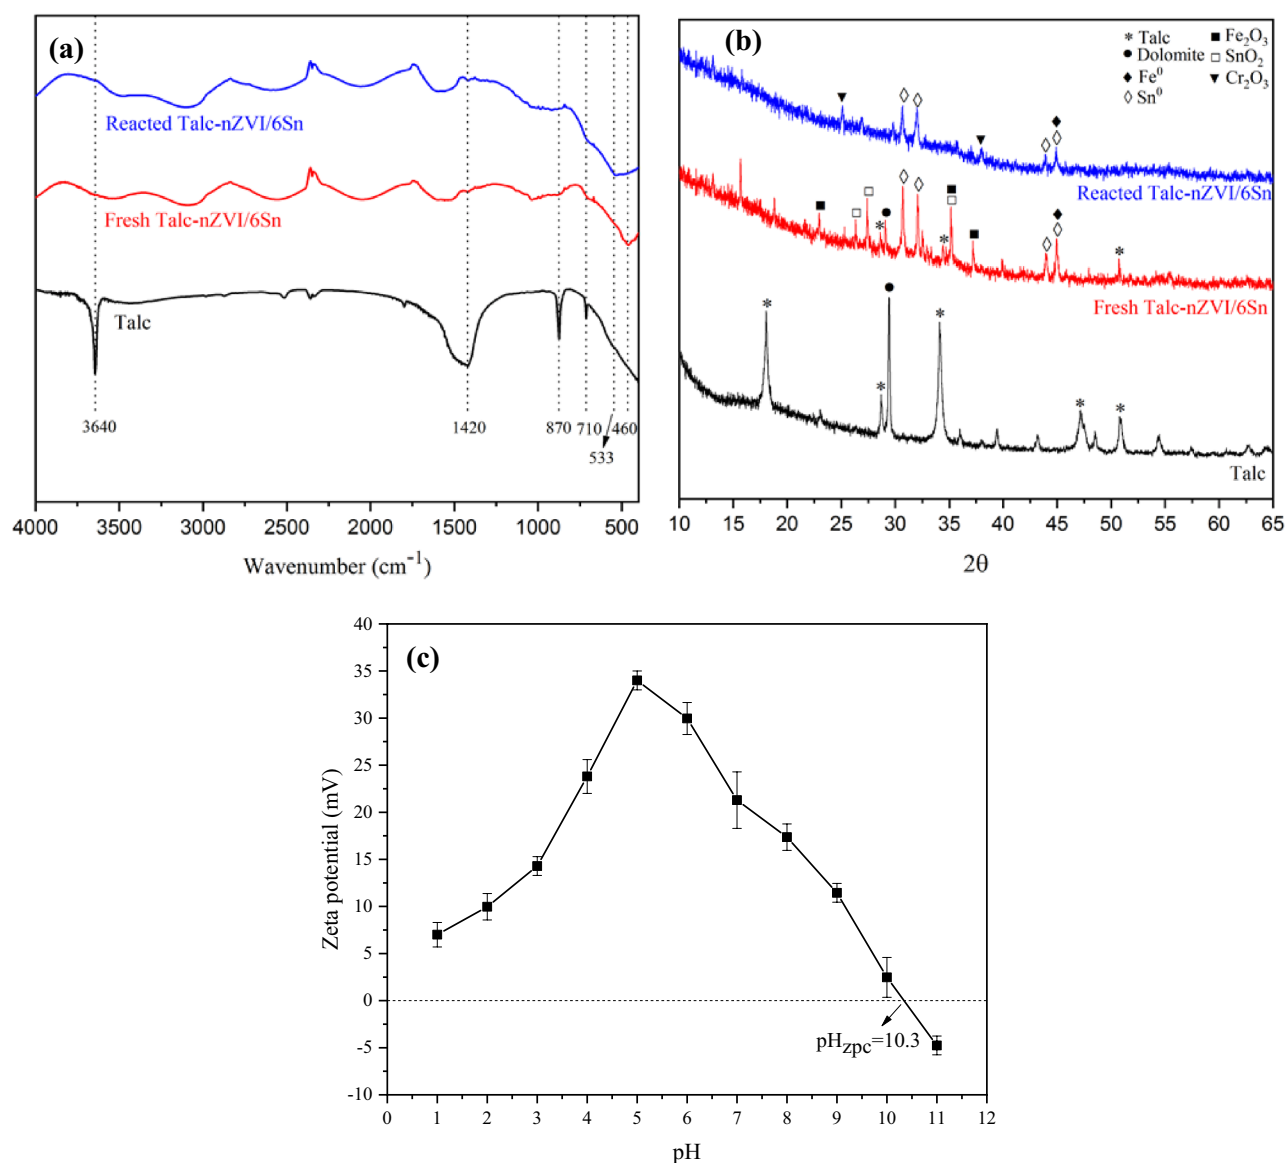 (a)
Reacted Talc-nZVI/6Sn
Fresh Talc-nZVI/6Sn
Talc
3640
1420
870
710
460
533
4000 3500 3000 2500 2000 1500 1000 500
Wavenumber (cm⁻¹)
(b)
* Talc ■ Fe₂O₃
● Dolomite □ SnO₂
◆ Fe⁰ ▼ Cr₂O₃
◊ Sn⁰
Reacted Talc-nZVI/6Sn
Fresh Talc-nZVI/6Sn
Talc
10 15 20 25 30 35 40 45 50 55 60 65
2θ
(c)
40
35
30
25
20
15
10
5
0
-5
-10
Zeta potential (mV)
pHzpc=10.3
0 1 2 3 4 5 6 7 8 9 10 11 12
pH